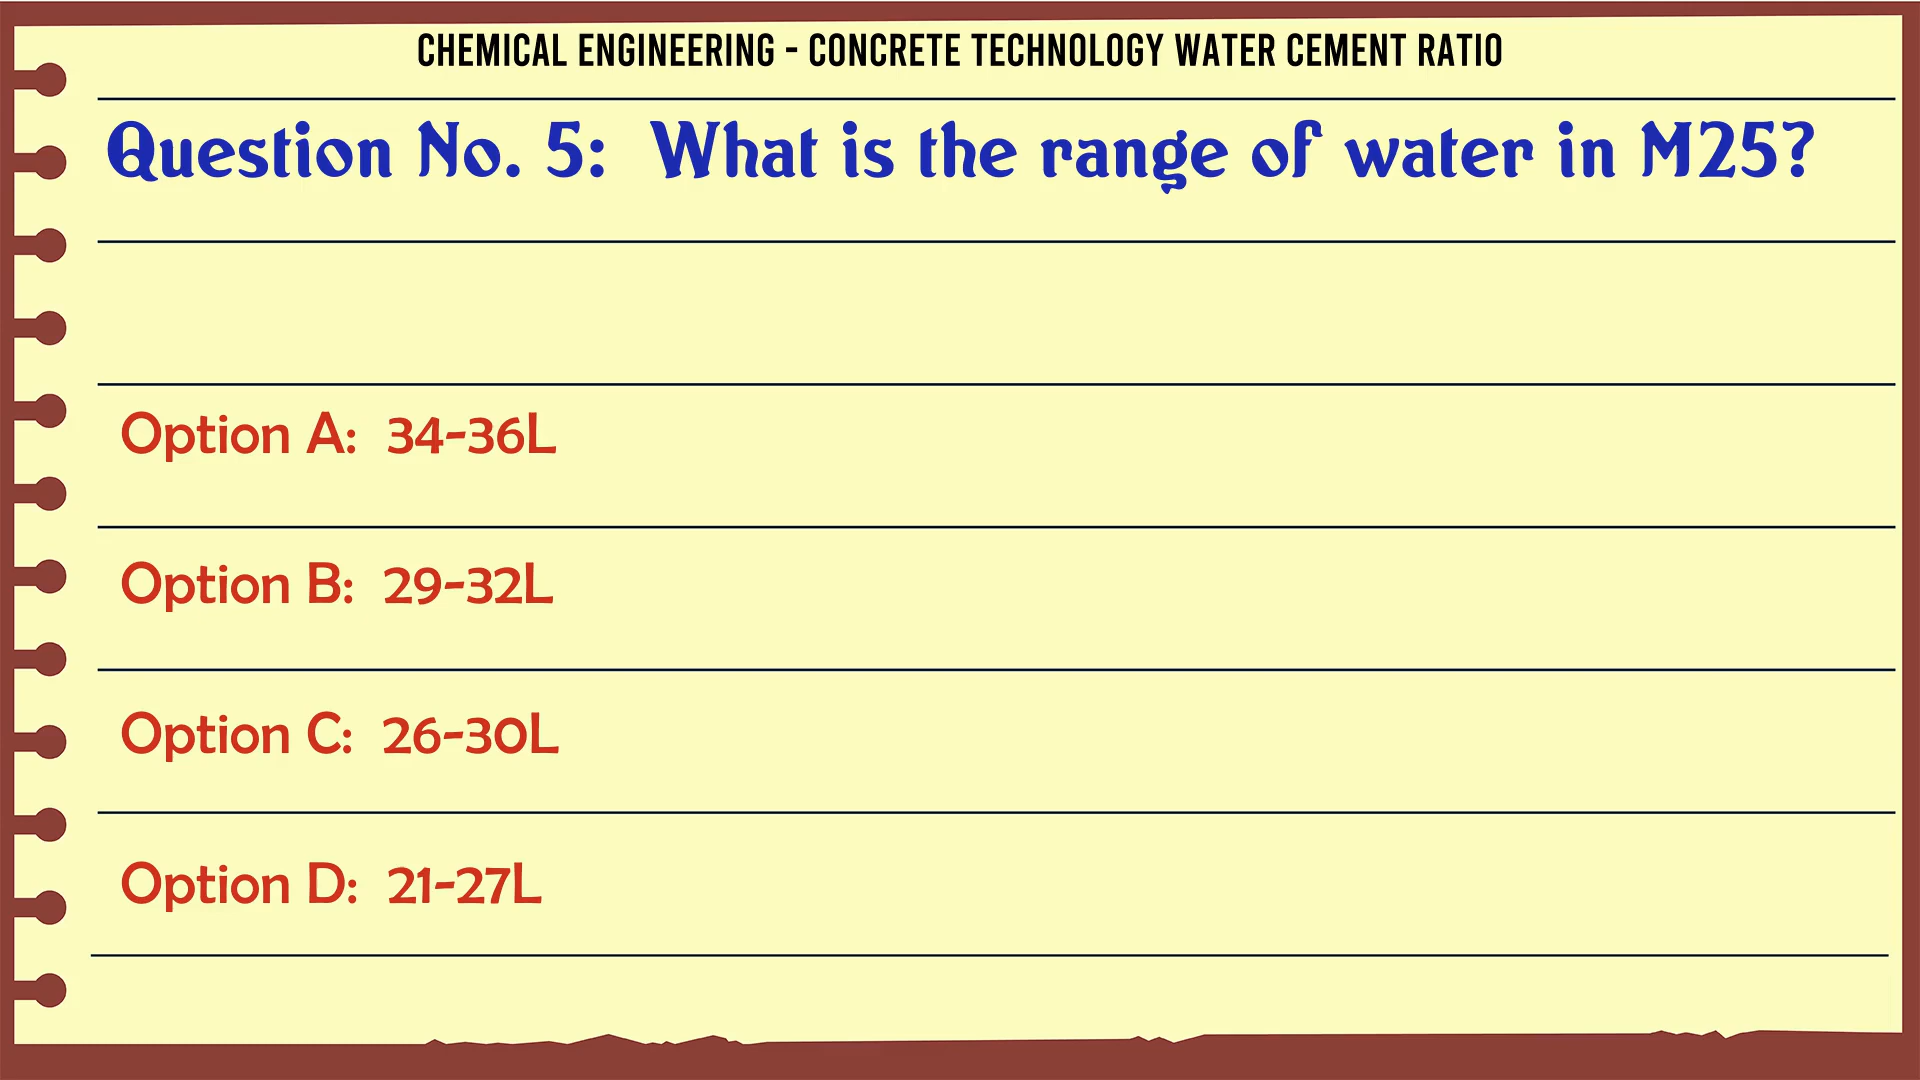 CHEMICAL ENGINEERING - CONCRETE TECHNOLOGY WATER CEMENT RATIO
Question No. 5: What is the range of water in M25?
Option A: 34-36L
Option B: 29-32L
Option C: 26-30L
Option D: 21-27L